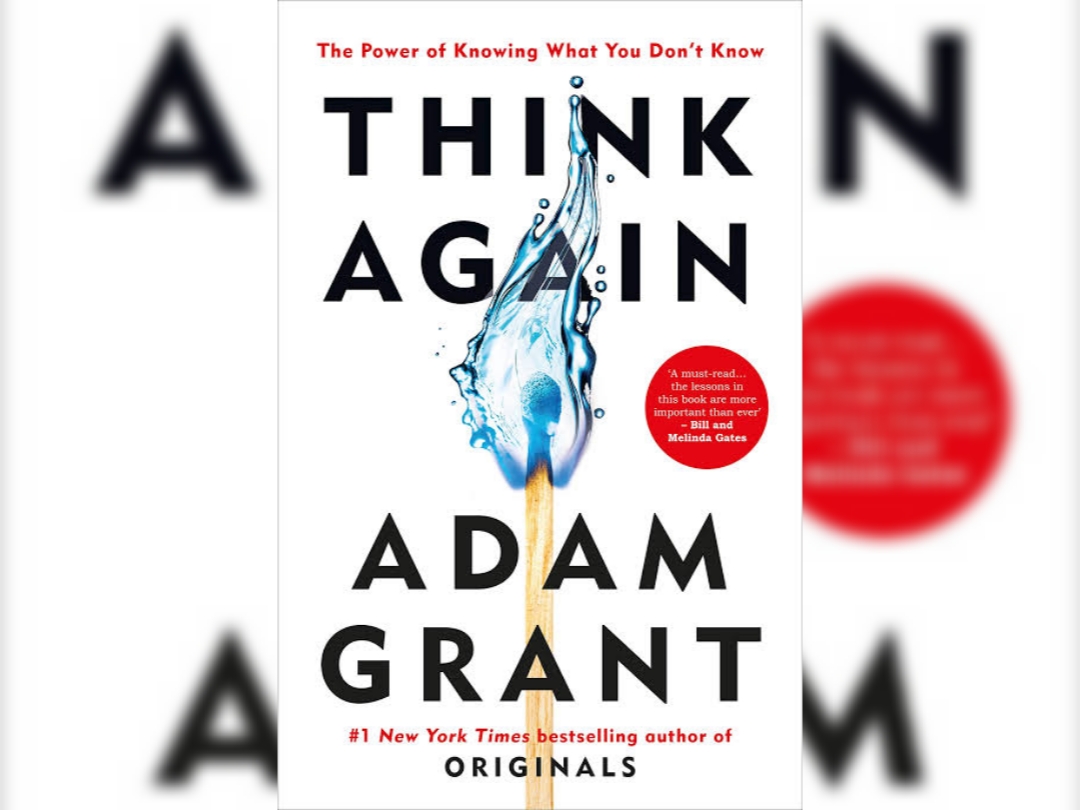 The Power of Knowing What You Don't Know
THINK
AGAIN
'A must-read...
the lessons in
this book are more
important than ever'
– Bill and
Melinda Gates
ADAM
GRANT
#1 New York Times bestselling author of
ORIGINALS